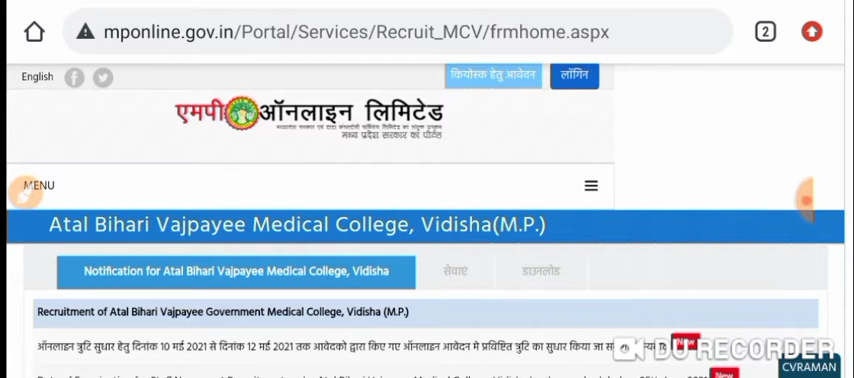 mponline.gov.in/Portal/Services/Recruit_MCV/frmhome.aspx
2
English
कियोस्क हेतु आवेदन
लॉगिन
एमपी ऑनलाइन लिमिटेड
मध्य प्रदेश सरकार का पोर्टल
MENU
Atal Bihari Vajpayee Medical College, Vidisha(M.P.)
Notification for Atal Bihari Vajpayee Medical College, Vidisha
सेवाएं
डाउनलोड
Recruitment of Atal Bihari Vajpayee Government Medical College, Vidisha (M.P.)
ऑनलाइन त्रुटि सुधार हेतु दिनांक 10 मई 2021 से दिनांक 12 मई 2021 तक आवेदको द्वारा किए गए ऑनलाइन आवेदन मे प्रविष्टित त्रुटि का सुधार किया जा New
DU RECORDER
CVRAMAN
New